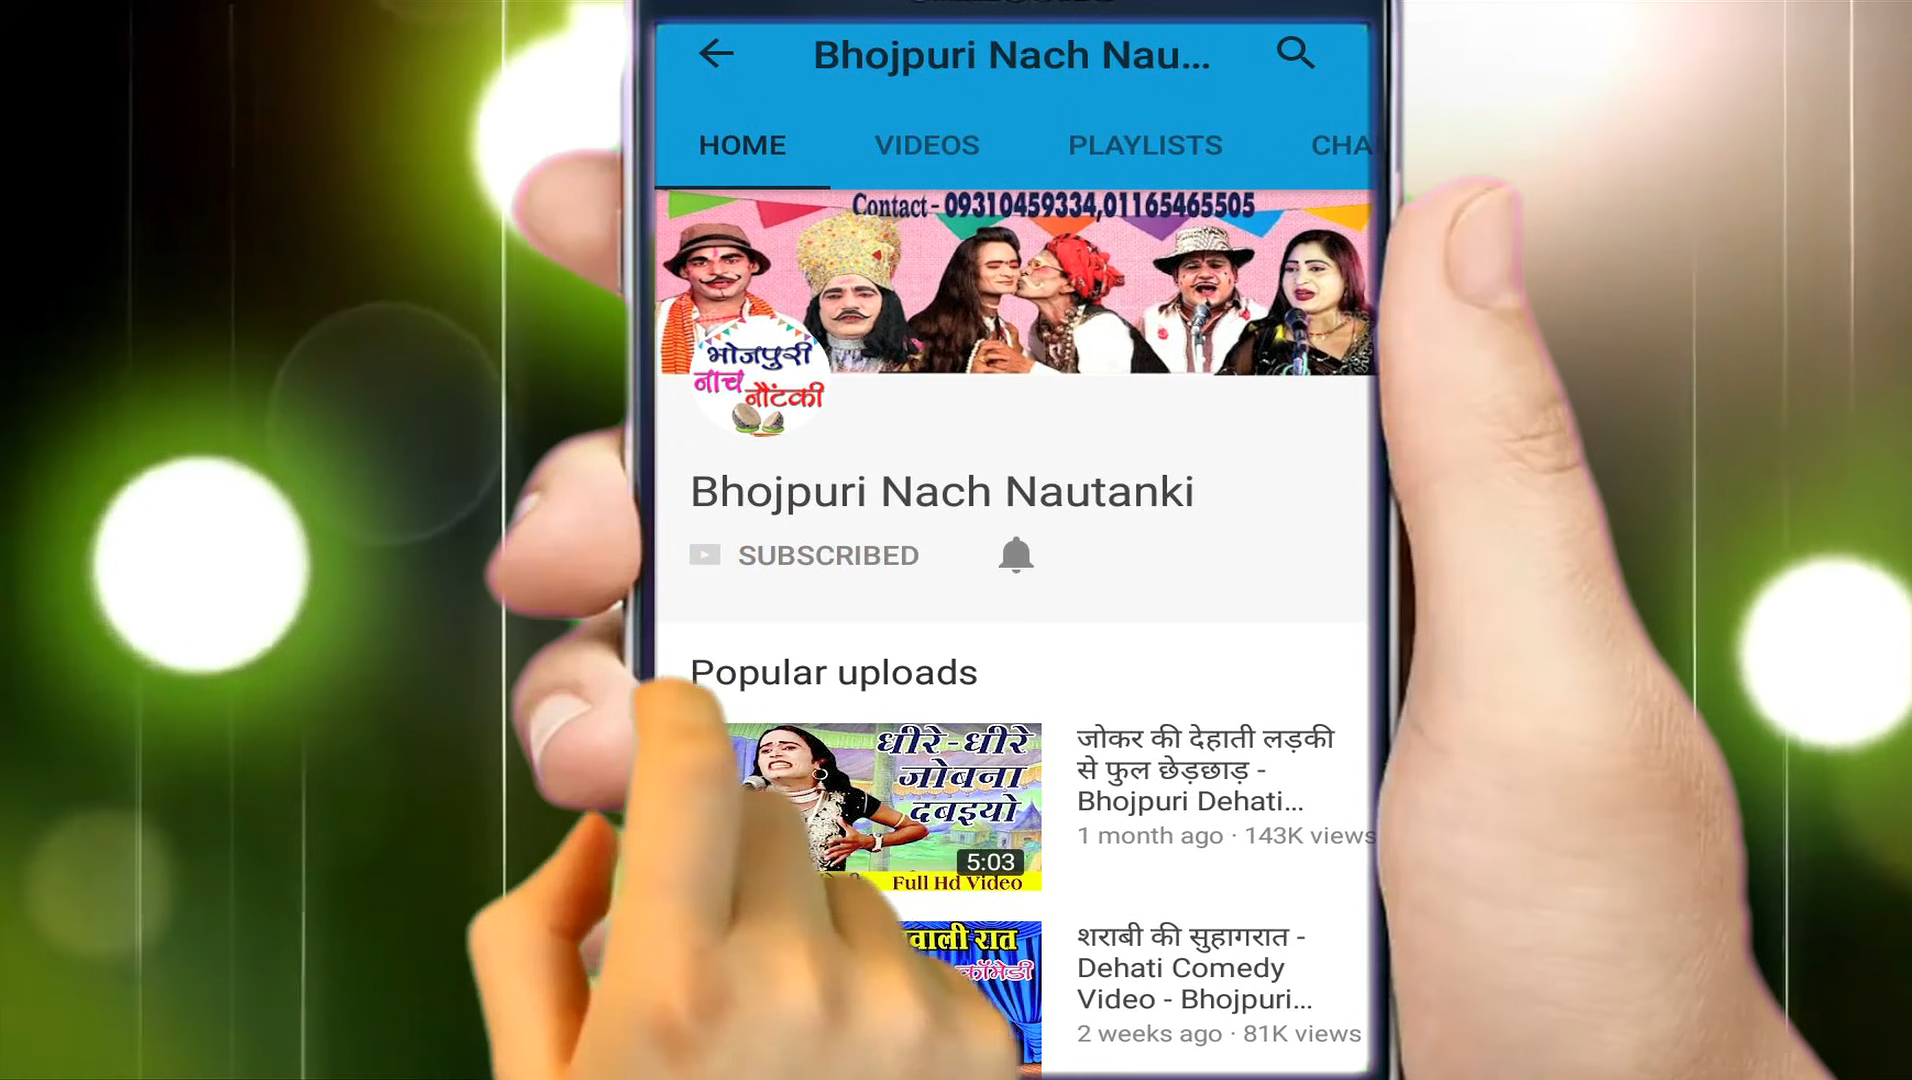 Bhojpuri Nach Nau...
HOME VIDEOS PLAYLISTS CHA
Contact - 09310459334,01165465505
भोजपुरी
नाच
नौटंकी
Bhojpuri Nach Nautanki
SUBSCRIBED
Popular uploads
धीरे-धीरे
जोबना
दबइयो
5:03
Full Hd Video
जोकर की देहाती लड़की
से फुल छेड़छाड़ -
Bhojpuri Dehati...
1 month ago · 143K views
वाली रात
कॉमेडी
शराबी की सुहागरात -
Dehati Comedy
Video - Bhojpuri...
2 weeks ago · 81K views